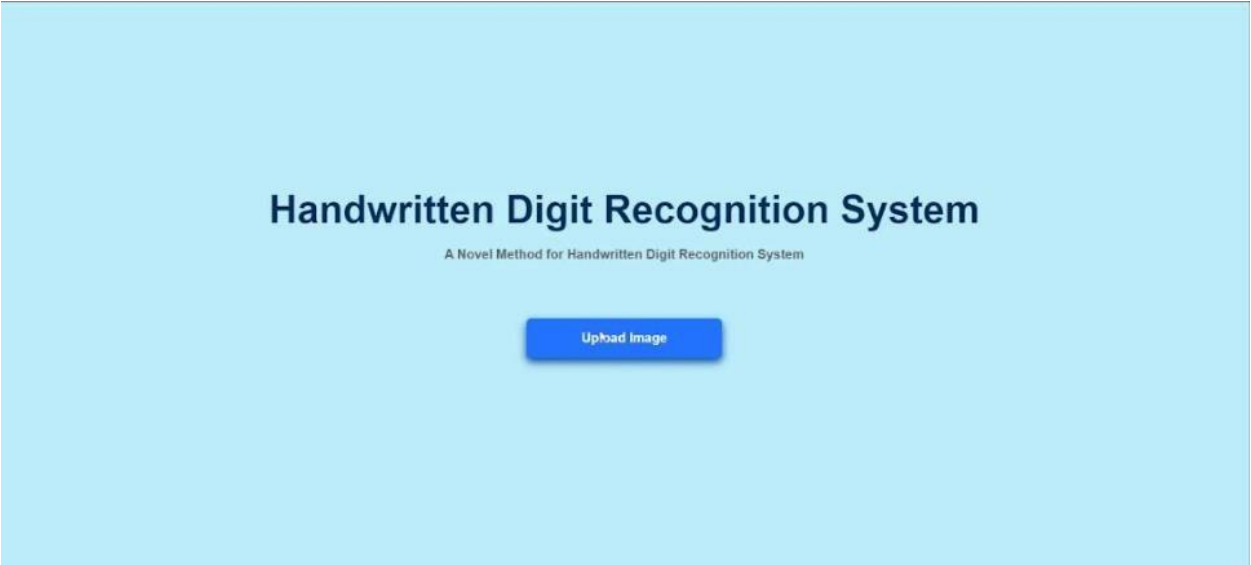 Handwritten Digit Recognition System
A Novel Method for Handwritten Digit Recognition System
Upload Image